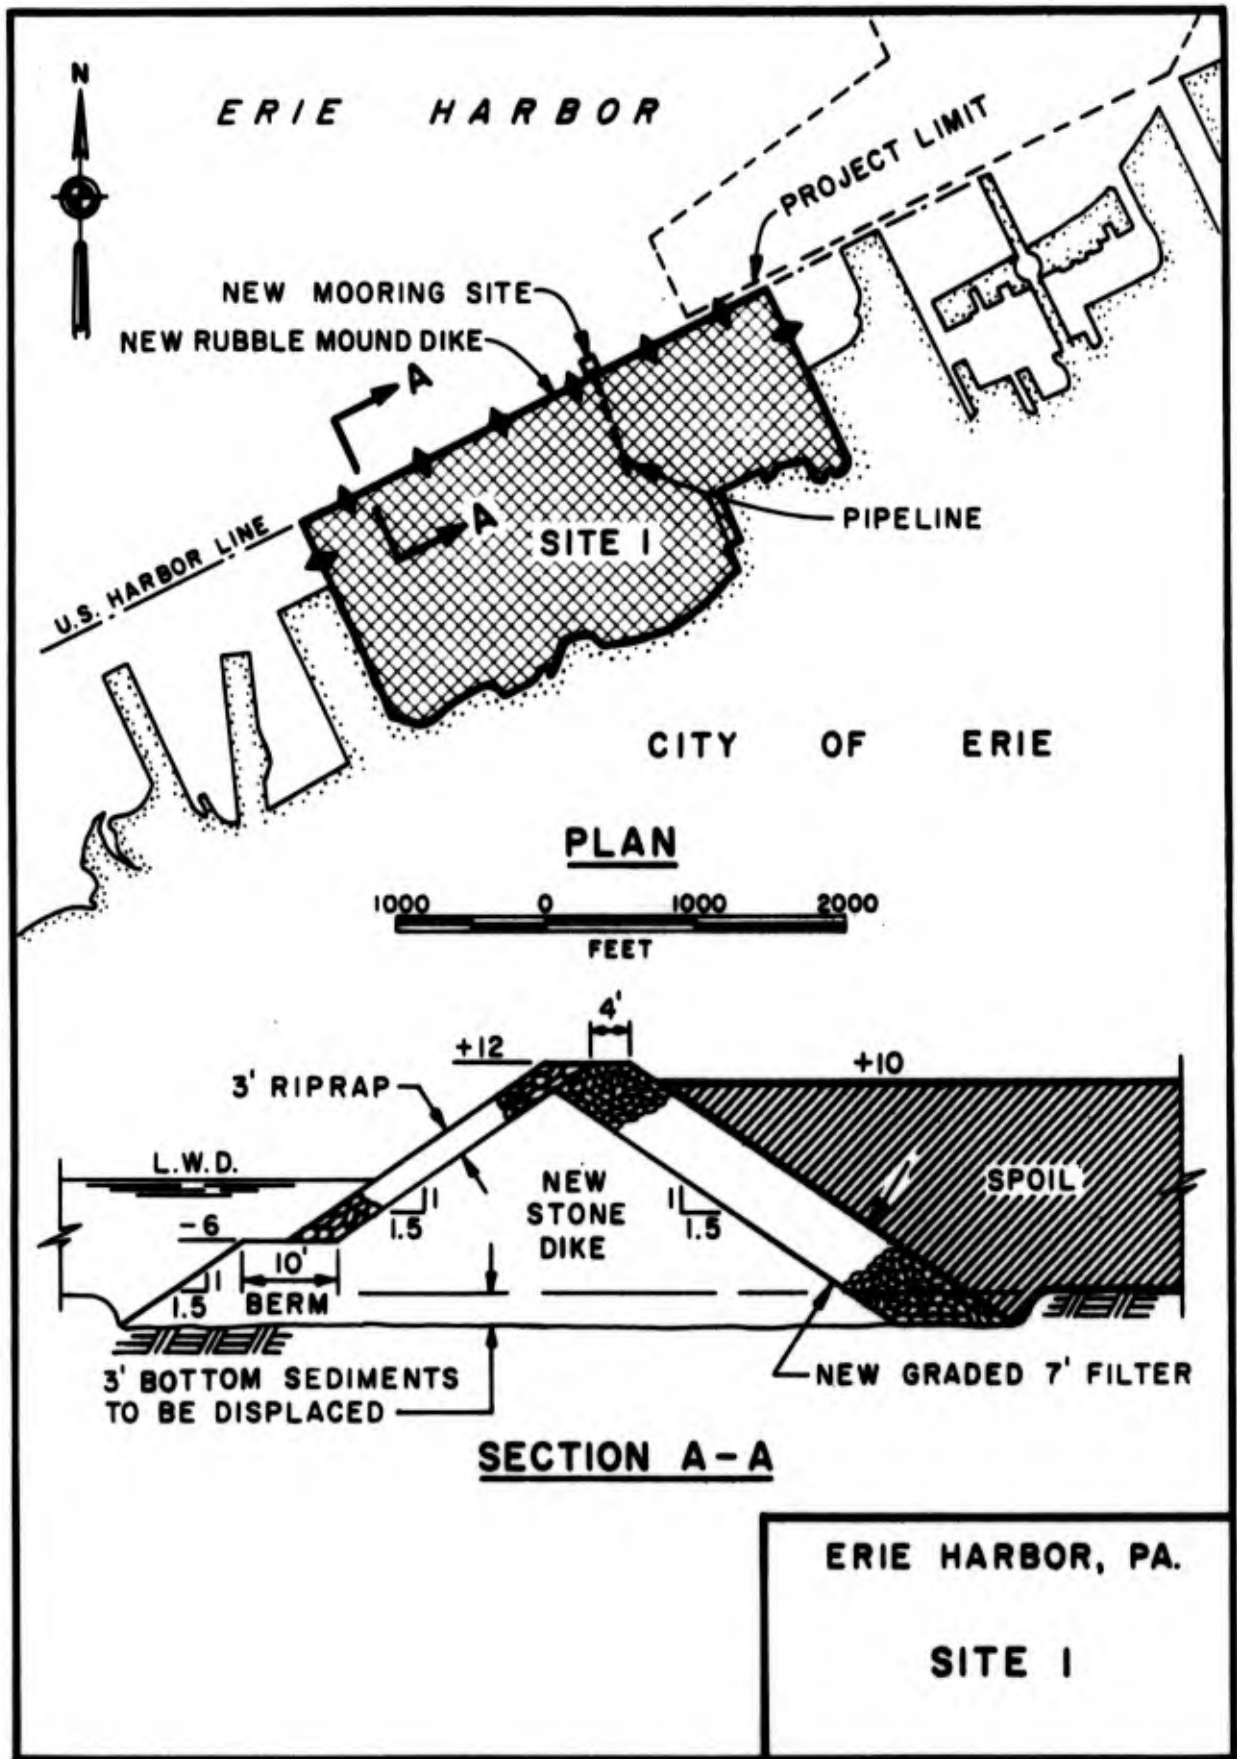 N
ERIE HARBOR
PROJECT LIMIT
NEW MOORING SITE
NEW RUBBLE MOUND DIKE
A
A
SITE 1
PIPELINE
U.S. HARBOR LINE
CITY OF ERIE
PLAN
1000 0 1000 2000
FEET
4'
+12
+10
3' RIPRAP
L.W.D.
SPOIL
NEW
STONE
DIKE
1
1.5
1
1.5
-6
10'
BERM
1
1.5
3' BOTTOM SEDIMENTS
TO BE DISPLACED
NEW GRADED 7' FILTER
SECTION A-A
ERIE HARBOR, PA.
SITE 1